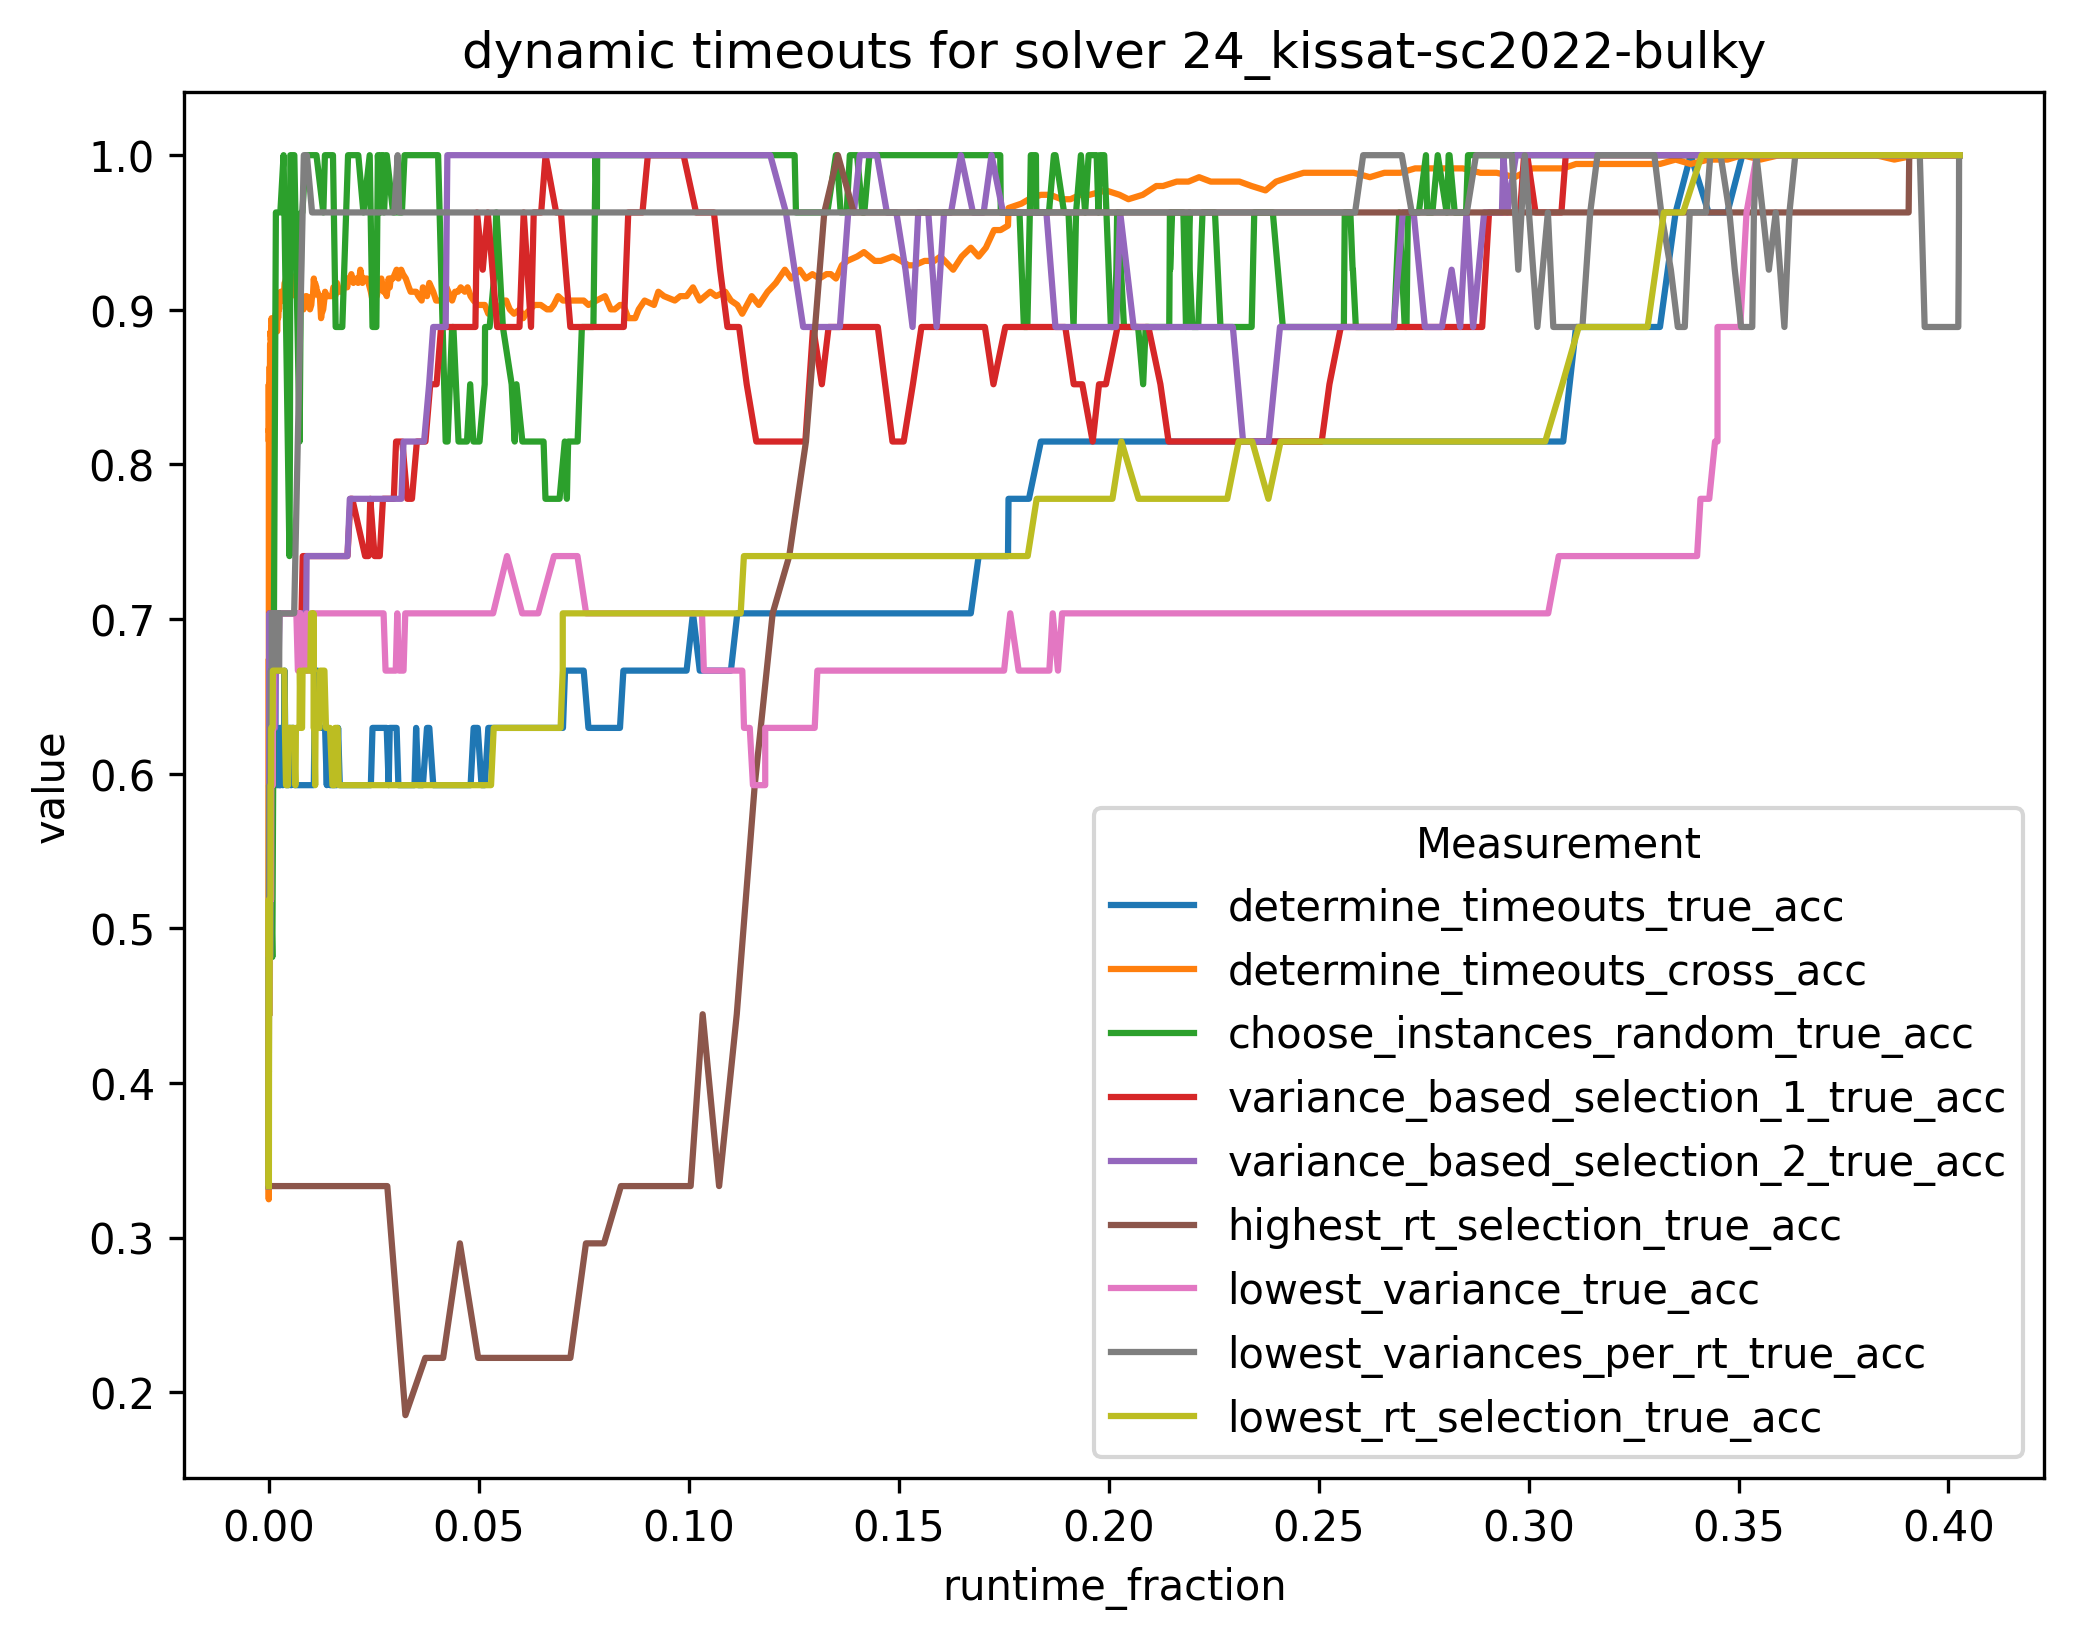 dynamic timeouts for solver 24_kissat-sc2022-bulky
value
1.0
0.9
0.8
0.7
0.6
0.5
0.4
0.3
0.2
Measurement
determine_timeouts_true_acc
determine_timeouts_cross_acc
choose_instances_random_true_acc
variance_based_selection_1_true_acc
variance_based_selection_2_true_acc
highest_rt_selection_true_acc
lowest_variance_true_acc
lowest_variances_per_rt_true_acc
lowest_rt_selection_true_acc
0.00 0.05 0.10 0.15 0.20 0.25 0.30 0.35 0.40
runtime_fraction